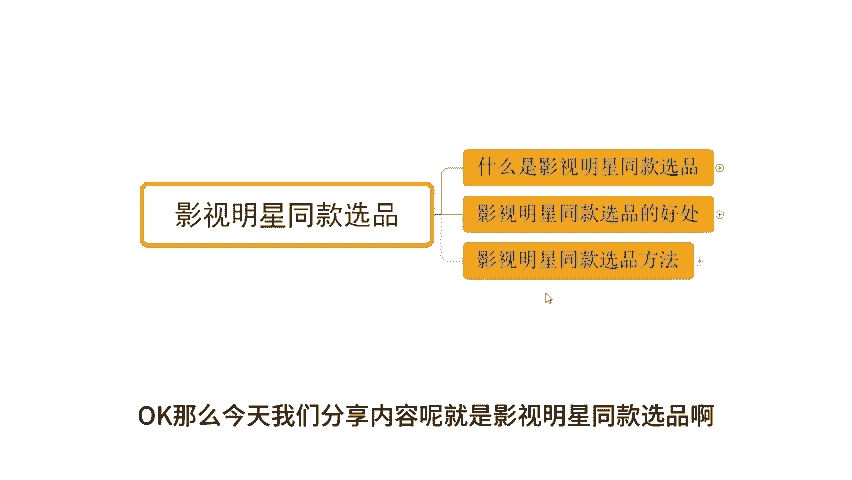 影视明星同款选品
什么是影视明星同款选品
影视明星同款选品的好处
影视明星同款选品方法
OK那么今天我们分享内容呢就是影视明星同款选品啊